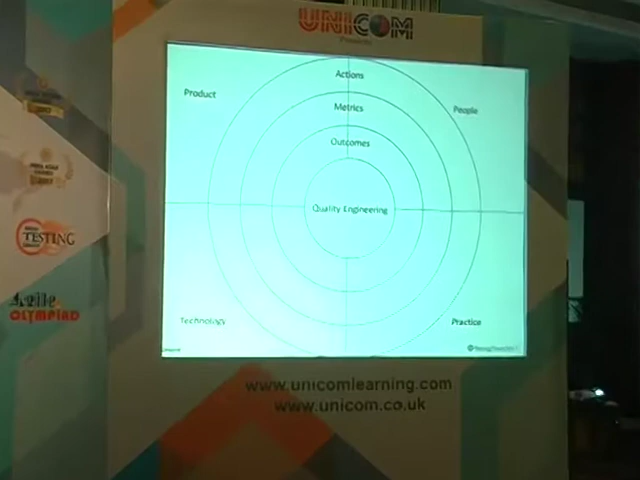 UNICOM
Presents
Actions
Product
Metrics
People
Outcomes
Quality Engineering
Technology
Practice
TESTING
Agile
OLYMPIAD
www.unicomlearning.com
www.unicom.co.uk